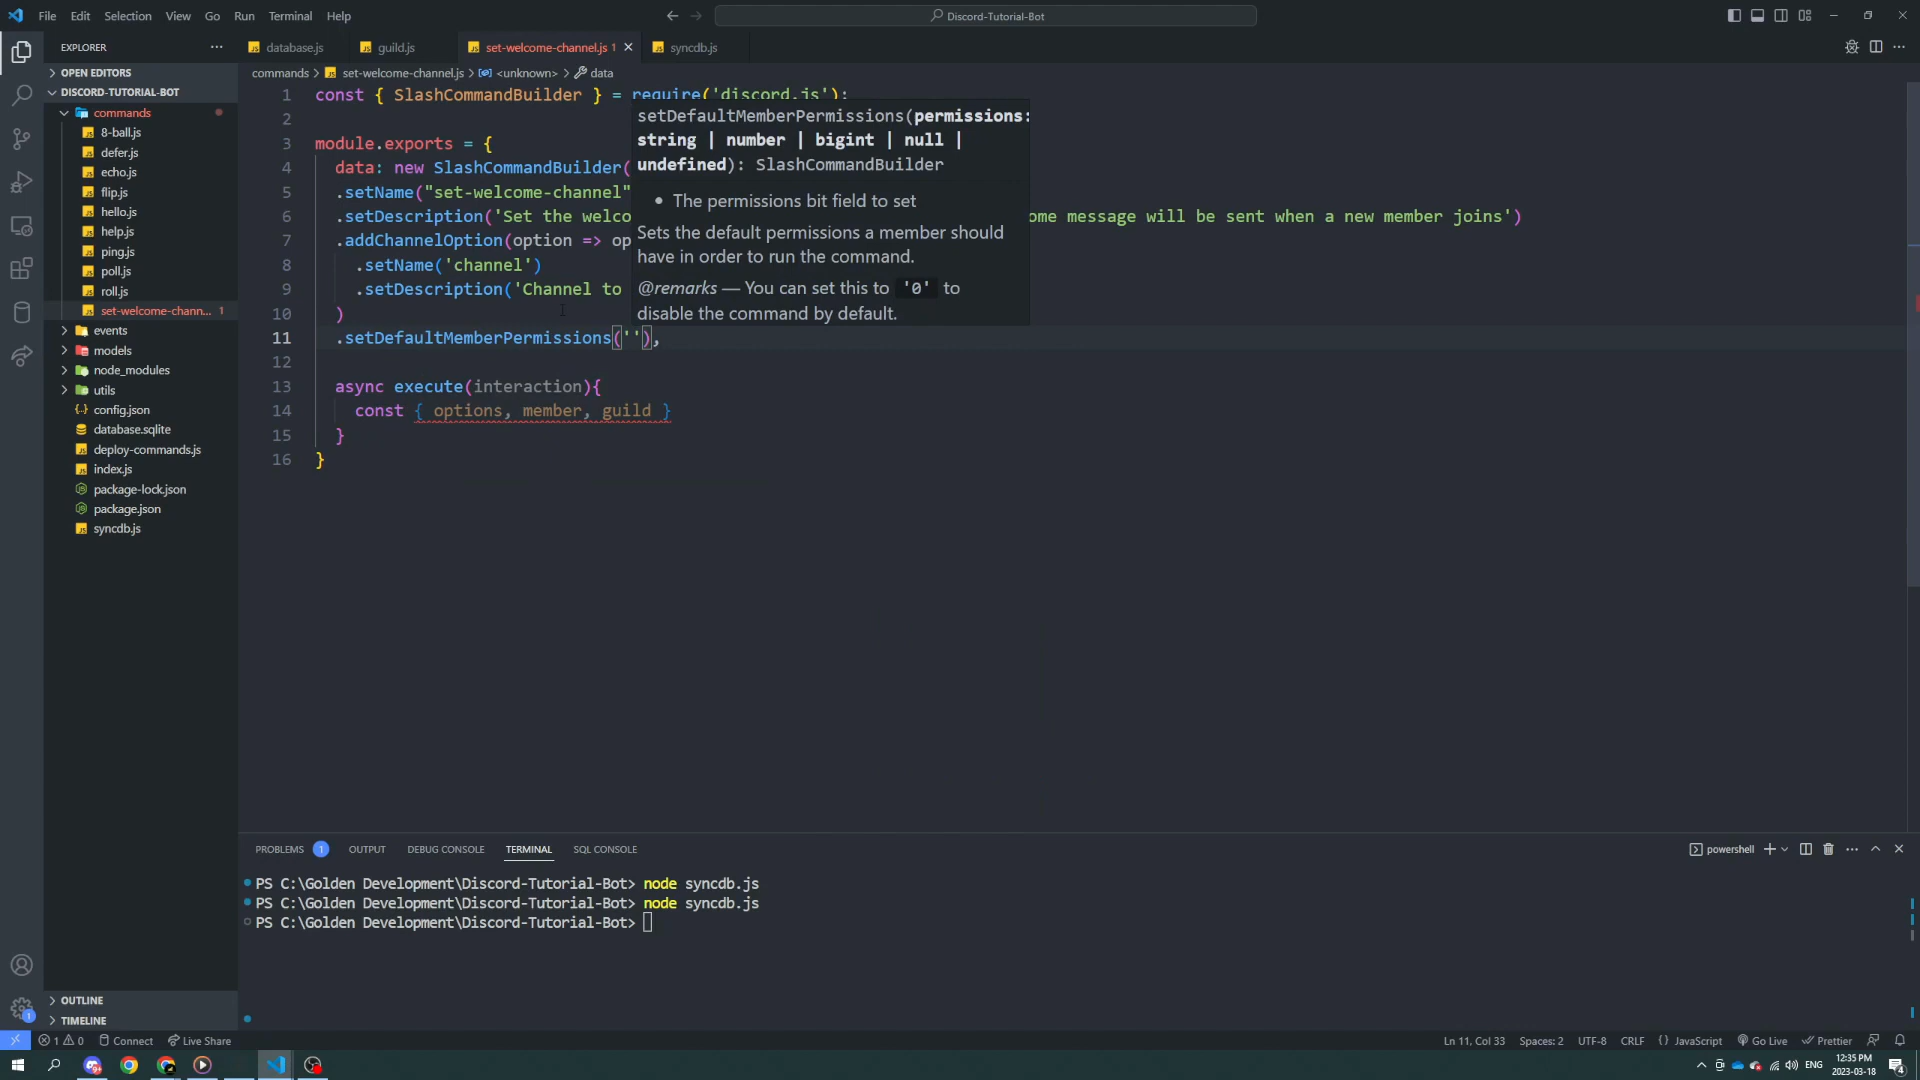 File Edit Selection View Go Run Terminal Help
Discord-Tutorial-Bot
EXPLORER
database.js guild.js set-welcome-channel.js 1 syncdb.js
OPEN EDITORS
commands > set-welcome-channel.js > <unknown> > data
DISCORD-TUTORIAL-BOT
commands
8-ball.js
defer.js
echo.js
flip.js
hello.js
help.js
ping.js
poll.js
roll.js
set-welcome-chann... 1
events
models
node_modules
utils
config.json
database.sqlite
deploy-commands.js
index.js
package-lock.json
package.json
syncdb.js
OUTLINE
TIMELINE
1 const { SlashCommandBuilder } = require('discord.js');
2
3 module.exports = {
4 data: new SlashCommandBuilder(
5 .setName("set-welcome-channel"
6 .setDescription('Set the welco ome message will be sent when a new member joins')
7 .addChannelOption(option => op
8 .setName('channel')
9 .setDescription('Channel to
10 )
11 .setDefaultMemberPermissions(''),
12
13 async execute(interaction){
14 const { options, member, guild }
15 }
16 }
setDefaultMemberPermissions(permissions:
string | number | bigint | null |
undefined): SlashCommandBuilder
• The permissions bit field to set
Sets the default permissions a member should
have in order to run the command.
@remarks — You can set this to '0' to
disable the command by default.
PROBLEMS 1 OUTPUT DEBUG CONSOLE TERMINAL SQL CONSOLE
powershell
PS C:\Golden Development\Discord-Tutorial-Bot> node syncdb.js
PS C:\Golden Development\Discord-Tutorial-Bot> node syncdb.js
PS C:\Golden Development\Discord-Tutorial-Bot>
1 0 Connect Live Share
Ln 11, Col 33 Spaces: 2 UTF-8 CRLF {} JavaScript Go Live Prettier
ENG
12:35 PM
2023-03-18